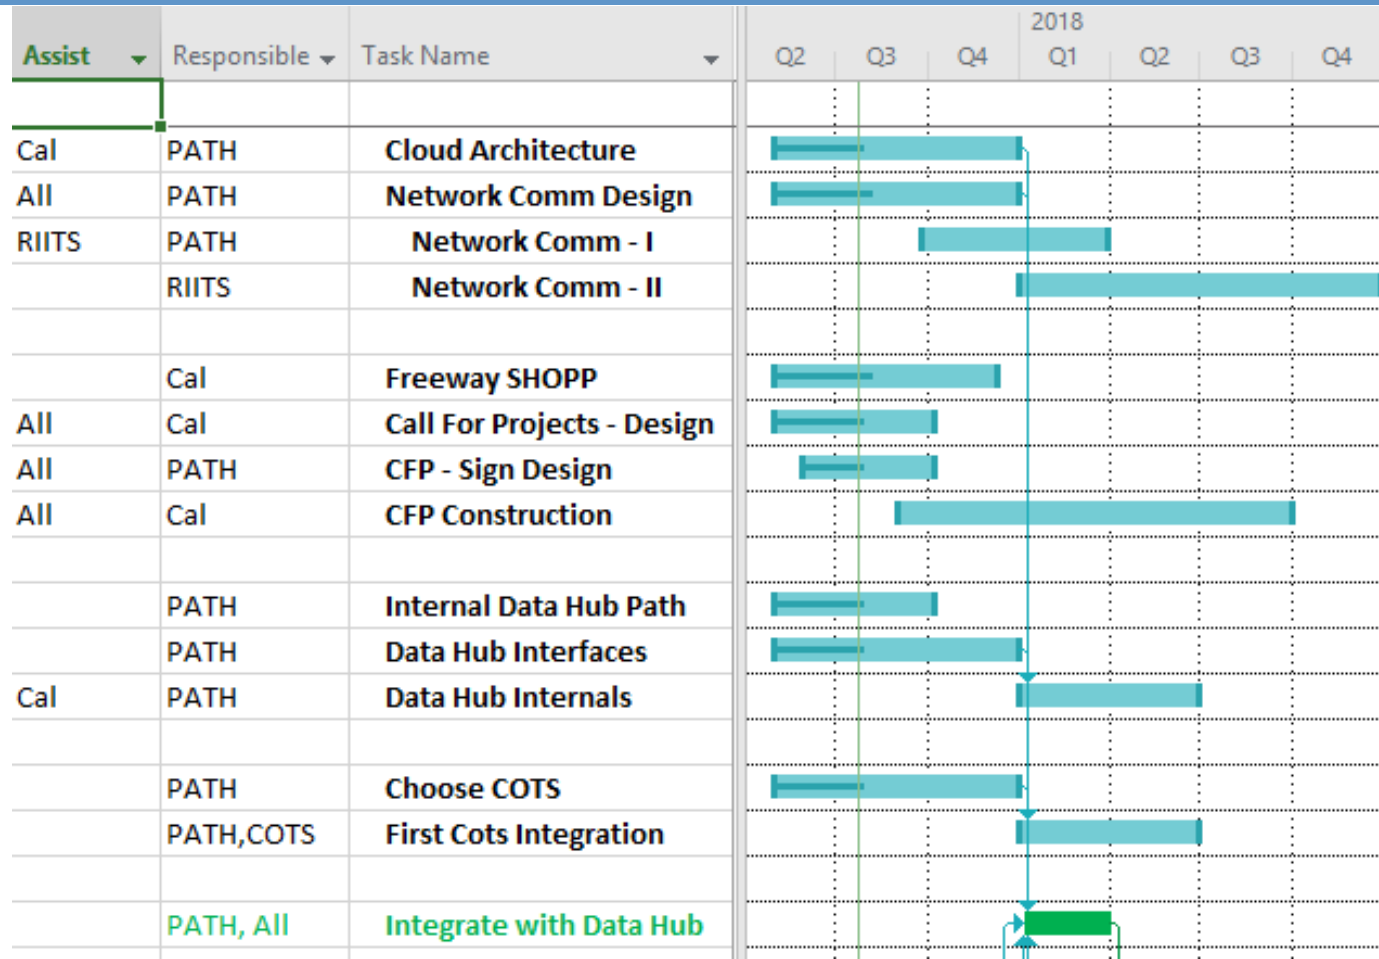 2018
Assist Responsible Task Name Q2 Q3 Q4 Q1 Q2 Q3 Q4
Cal PATH Cloud Architecture
All PATH Network Comm Design
RIITS PATH Network Comm - I
RIITS Network Comm - II
Cal Freeway SHOPP
All Cal Call For Projects - Design
All PATH CFP - Sign Design
All Cal CFP Construction
PATH Internal Data Hub Path
PATH Data Hub Interfaces
Cal PATH Data Hub Internals
PATH Choose COTS
PATH,COTS First Cots Integration
PATH, All Integrate with Data Hub